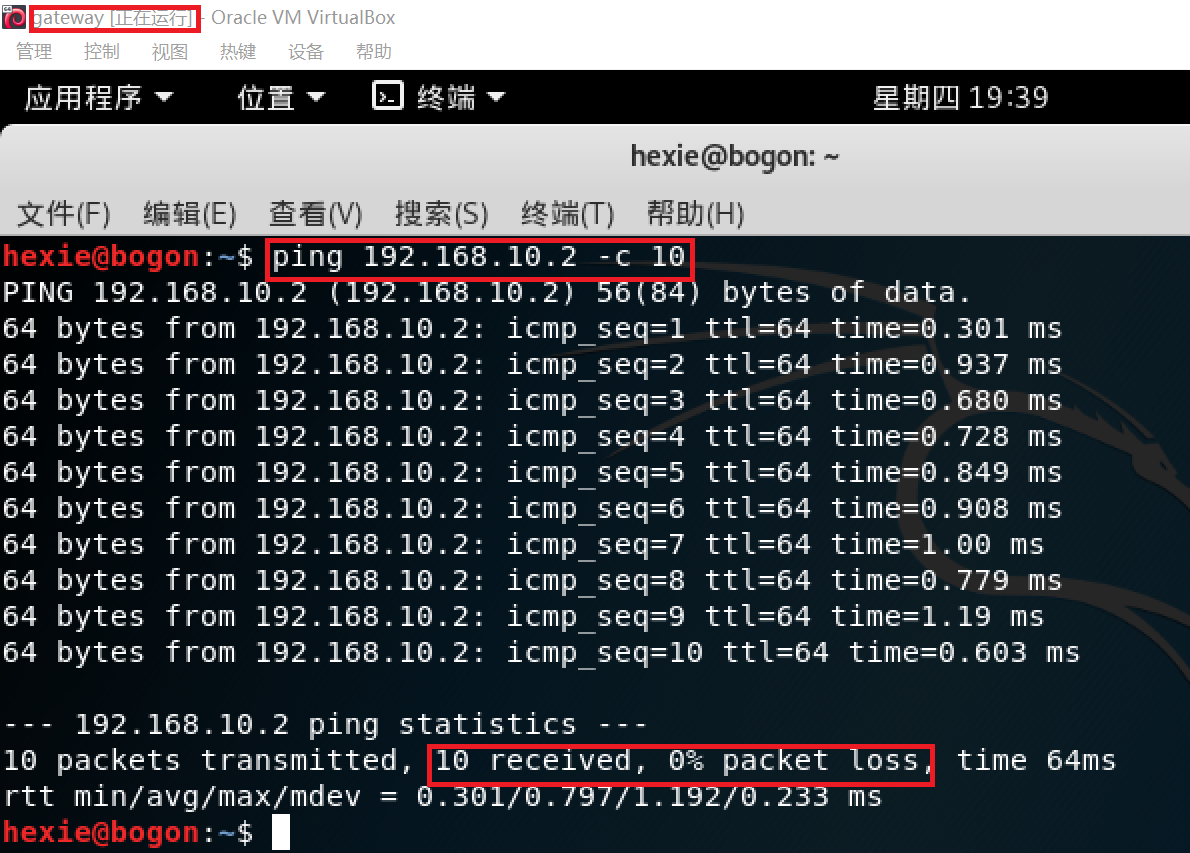 gateway [正在运行] - Oracle VM VirtualBox
管理 控制 视图 热键 设备 帮助
应用程序 位置 终端 星期四 19:39
hexie@bogon: ~
文件(F) 编辑(E) 查看(V) 搜索(S) 终端(T) 帮助(H)
hexie@bogon:~$ ping 192.168.10.2 -c 10
PING 192.168.10.2 (192.168.10.2) 56(84) bytes of data.
64 bytes from 192.168.10.2: icmp_seq=1 ttl=64 time=0.301 ms
64 bytes from 192.168.10.2: icmp_seq=2 ttl=64 time=0.937 ms
64 bytes from 192.168.10.2: icmp_seq=3 ttl=64 time=0.680 ms
64 bytes from 192.168.10.2: icmp_seq=4 ttl=64 time=0.728 ms
64 bytes from 192.168.10.2: icmp_seq=5 ttl=64 time=0.849 ms
64 bytes from 192.168.10.2: icmp_seq=6 ttl=64 time=0.908 ms
64 bytes from 192.168.10.2: icmp_seq=7 ttl=64 time=1.00 ms
64 bytes from 192.168.10.2: icmp_seq=8 ttl=64 time=0.779 ms
64 bytes from 192.168.10.2: icmp_seq=9 ttl=64 time=1.19 ms
64 bytes from 192.168.10.2: icmp_seq=10 ttl=64 time=0.603 ms
--- 192.168.10.2 ping statistics ---
10 packets transmitted, 10 received, 0% packet loss, time 64ms
rtt min/avg/max/mdev = 0.301/0.797/1.192/0.233 ms
hexie@bogon:~$